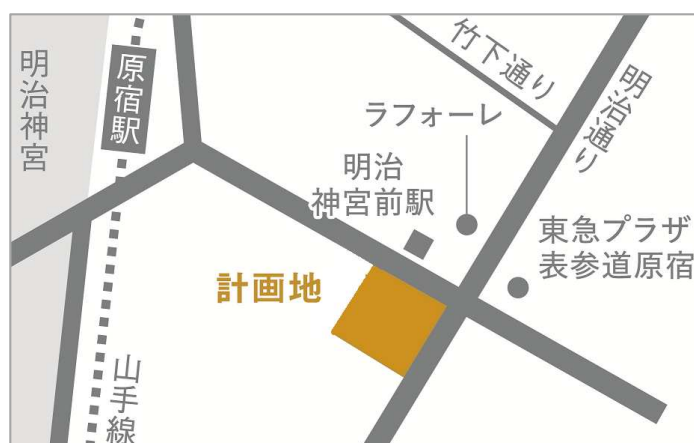 明治神宮
原宿駅
竹下通り
明治通り
ラフォーレ
明治
神宮前駅
東急プラザ
表参道原宿
計画地
山手線